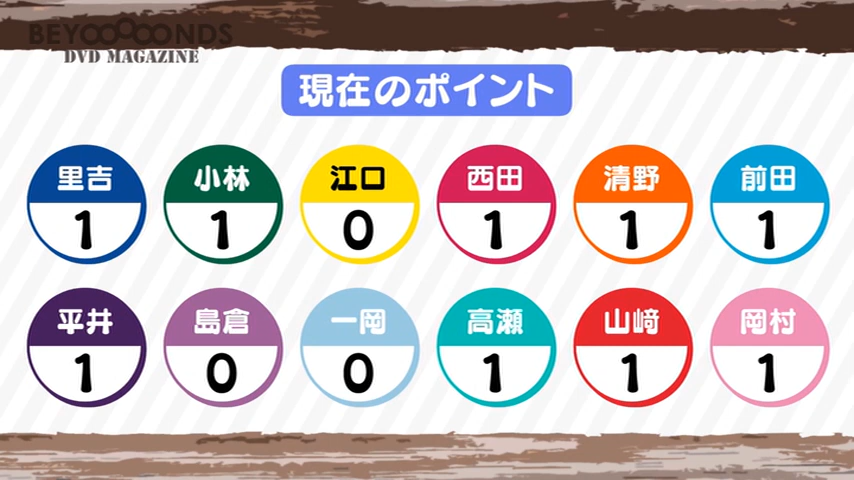 BEYOOOOONDS
DVD MAGAZINE
現在のポイント
里吉 小林 江口 西田 清野 前田
1 1 0 1 1 1
平井 島倉 一岡 高瀬 山﨑 岡村
1 0 0 1 1 1